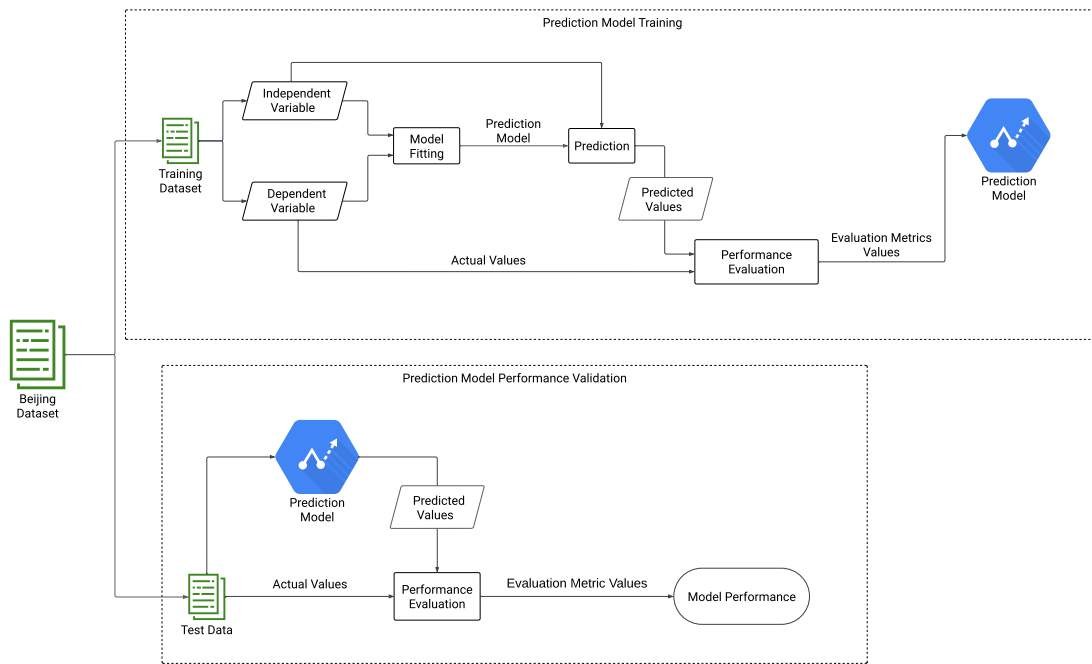 Prediction Model Training
Independent
Variable
Training
Dataset
Model
Fitting
Prediction
Model
Prediction
Prediction
Model
Dependent
Variable
Predicted
Values
Actual Values
Performance
Evaluation
Evaluation Metrics
Values
Beijing
Dataset
Prediction Model Performance Validation
Prediction
Model
Predicted
Values
Test Data
Actual Values
Performance
Evaluation
Evaluation Metric Values
Model Performance